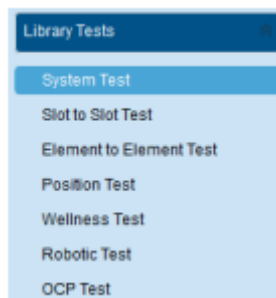 Library Tests
System Test
Slot to Slot Test
Element to Element Test
Position Test
Wellness Test
Robotic Test
OCP Test